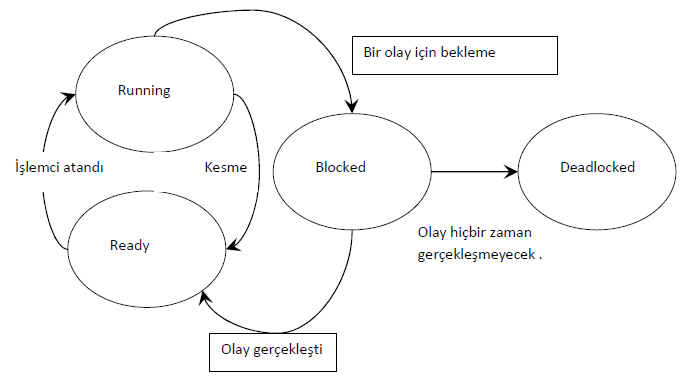 Bir olay için bekleme
Running
İşlemci atandı
Kesme
Blocked
Deadlocked
Ready
Olay hiçbir zaman
gerçekleşmeyecek .
Olay gerçekleşti